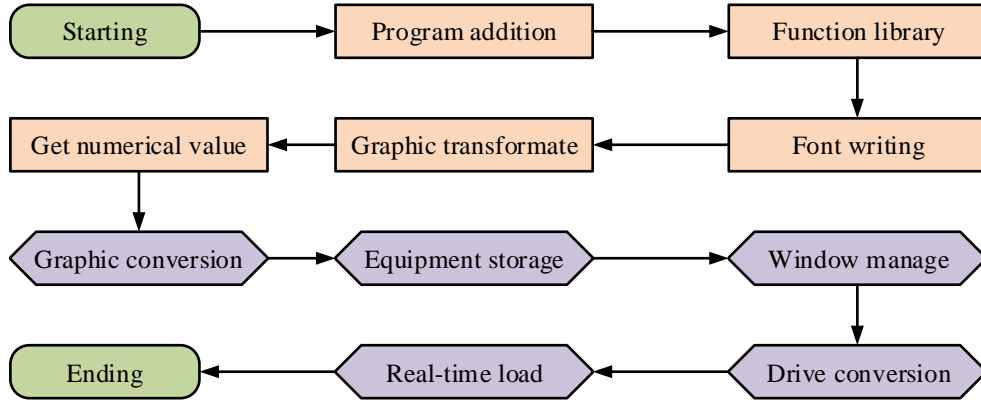 Starting
Program addition
Function library
Get numerical value
Graphic transformate
Font writing
Graphic conversion
Equipment storage
Window manage
Ending
Real-time load
Drive conversion